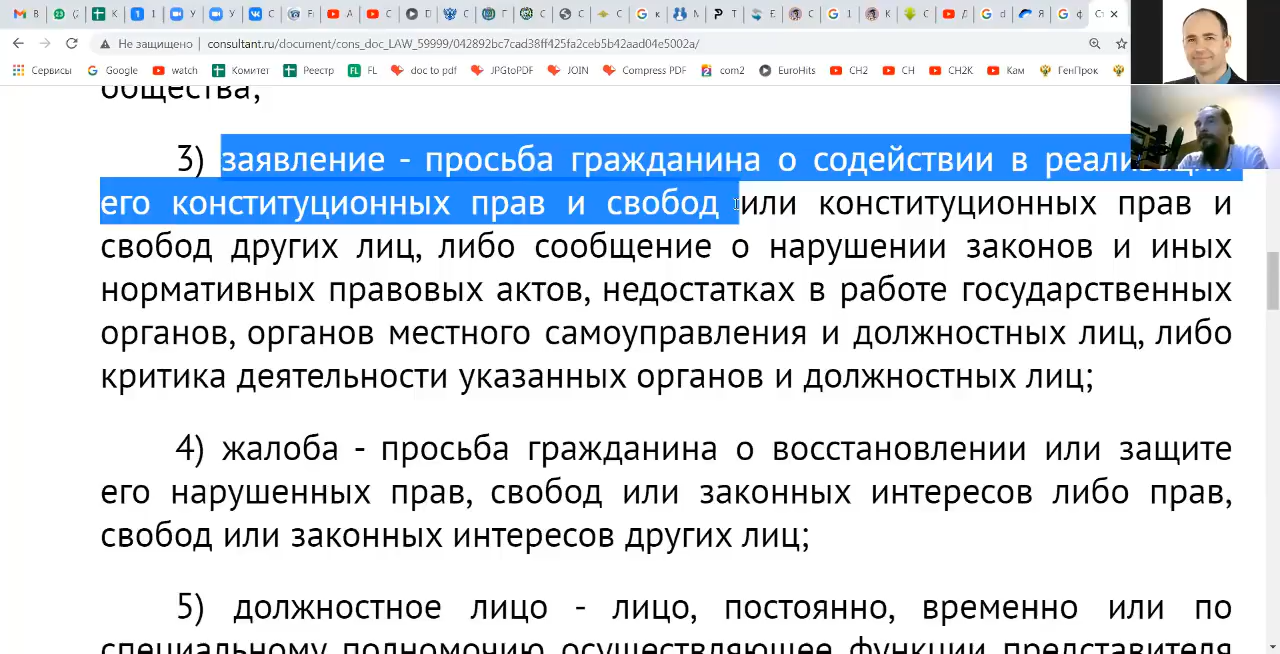 Не защищено
consultant.ru/document/cons_doc_LAW_59999/042892bc7cad38ff425fa2ceb5b42aad04e5002a/
Сервисы Google watch Комитет Реестр FL doc to pdf JPGtoPDF JOIN Compress PDF com2 EuroHits CH2 CH CH2K Кам ГенПрок
общества;
3) заявление - просьба гражданина о содействии в реализации
его конституционных прав и свобод или конституционных прав и
свобод других лиц, либо сообщение о нарушении законов и иных
нормативных правовых актов, недостатках в работе государственных
органов, органов местного самоуправления и должностных лиц, либо
критика деятельности указанных органов и должностных лиц;
4) жалоба - просьба гражданина о восстановлении или защите
его нарушенных прав, свобод или законных интересов либо прав,
свобод или законных интересов других лиц;
5) должностное лицо - лицо, постоянно, временно или по
специальному полномочию осуществляющее функции представителя